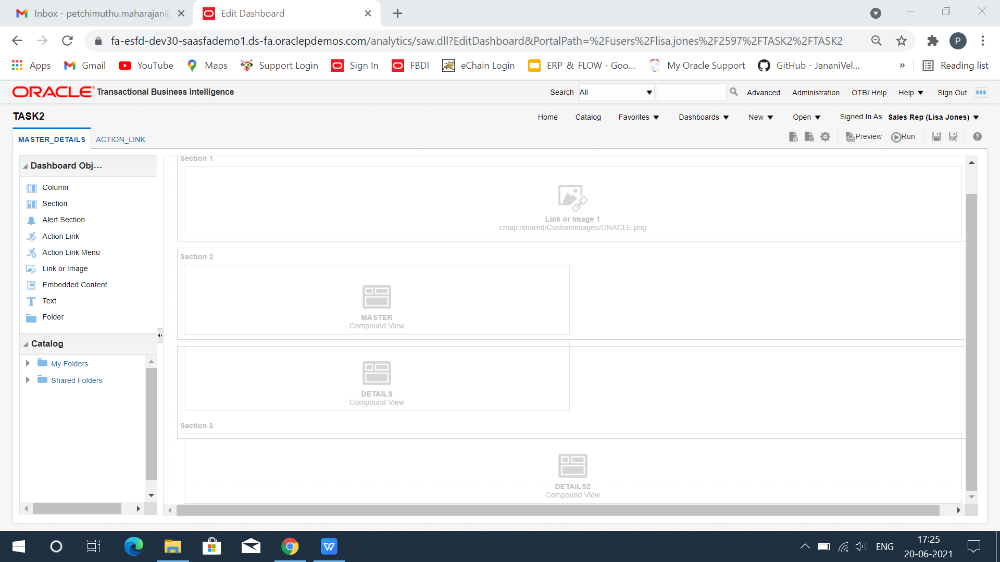 Inbox - petchimuthu.maharajan@
Edit Dashboard
fa-esfd-dev30-saasfademo1.ds-fa.oraclepdemos.com/analytics/saw.dll?EditDashboard&PortalPath=%2Fusers%2Flisa.jones%2F2597%2FTASK2%2FTASK2
P
Apps
Gmail
YouTube
Maps
Support Login
Sign In
FBDI
eChain Login
ERP_&_FLOW - Goo...
My Oracle Support
GitHub - JananiVel...
»
Reading list
ORACLE Transactional Business Intelligence
Search All
Advanced
Administration
OTBI Help
Help
Sign Out
TASK2
Home
Catalog
Favorites
Dashboards
New
Open
Signed In As Sales Rep (Lisa Jones)
MASTER_DETAILS
ACTION_LINK
Preview
Run
Dashboard Obj...
Column
Section
Alert Section
Action Link
Action Link Menu
Link or Image
Embedded Content
Text
Folder
Catalog
My Folders
Shared Folders
Section 1
Link or Image 1
cmap:/shared/Custom/images/ORACLE.png
Section 2
MASTER
Compound View
DETAILS
Compound View
Section 3
DETAILS2
Compound View
ENG
17:25
20-06-2021